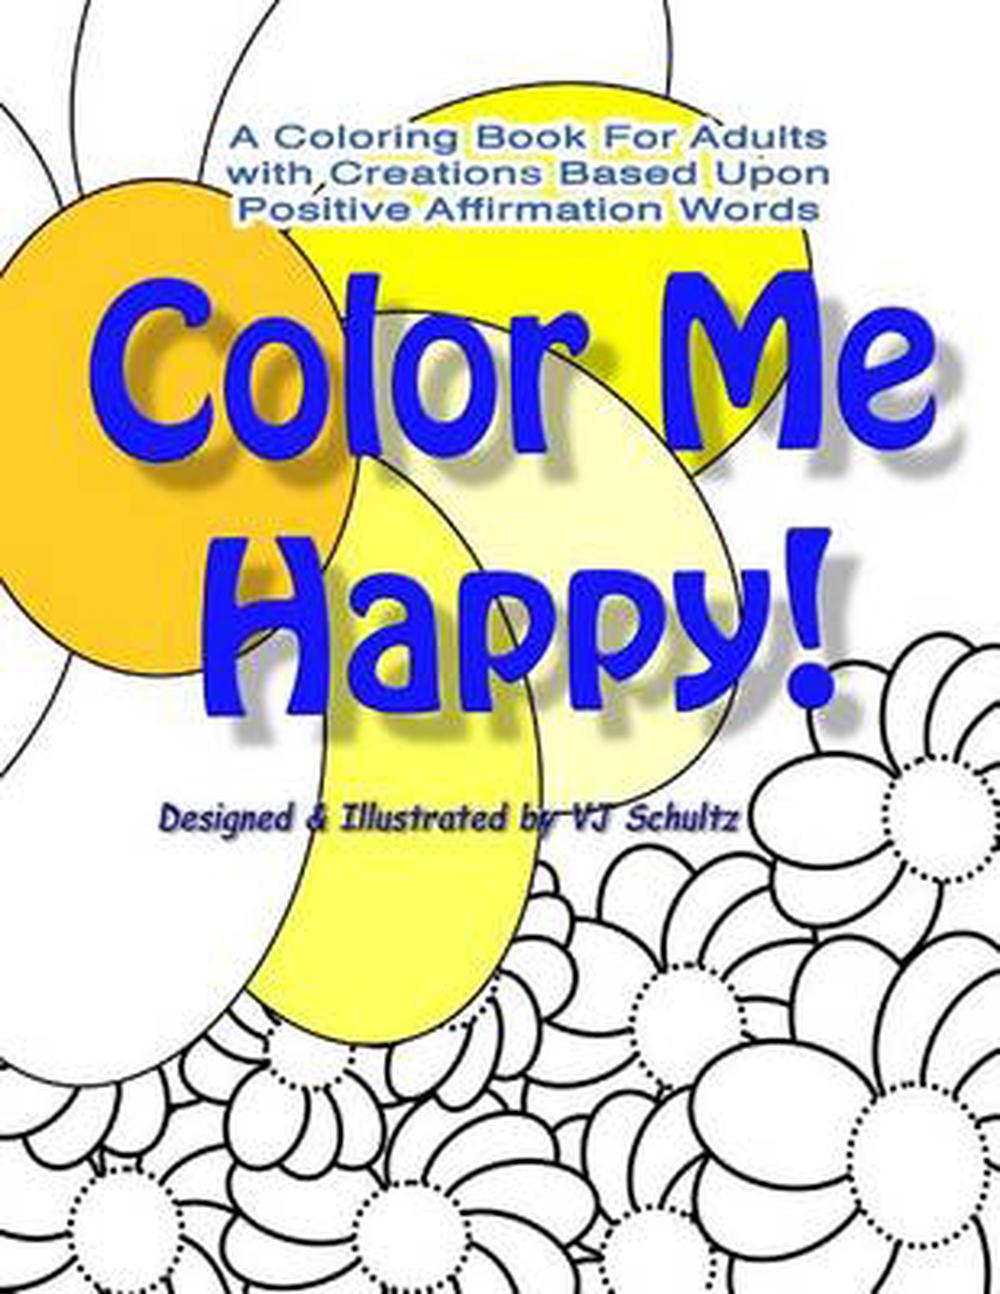 A Coloring Book For Adults
with Creations Based Upon
Positive Affirmation Words
Color Me
Happy!
Designed & Illustrated by VJ Schultz